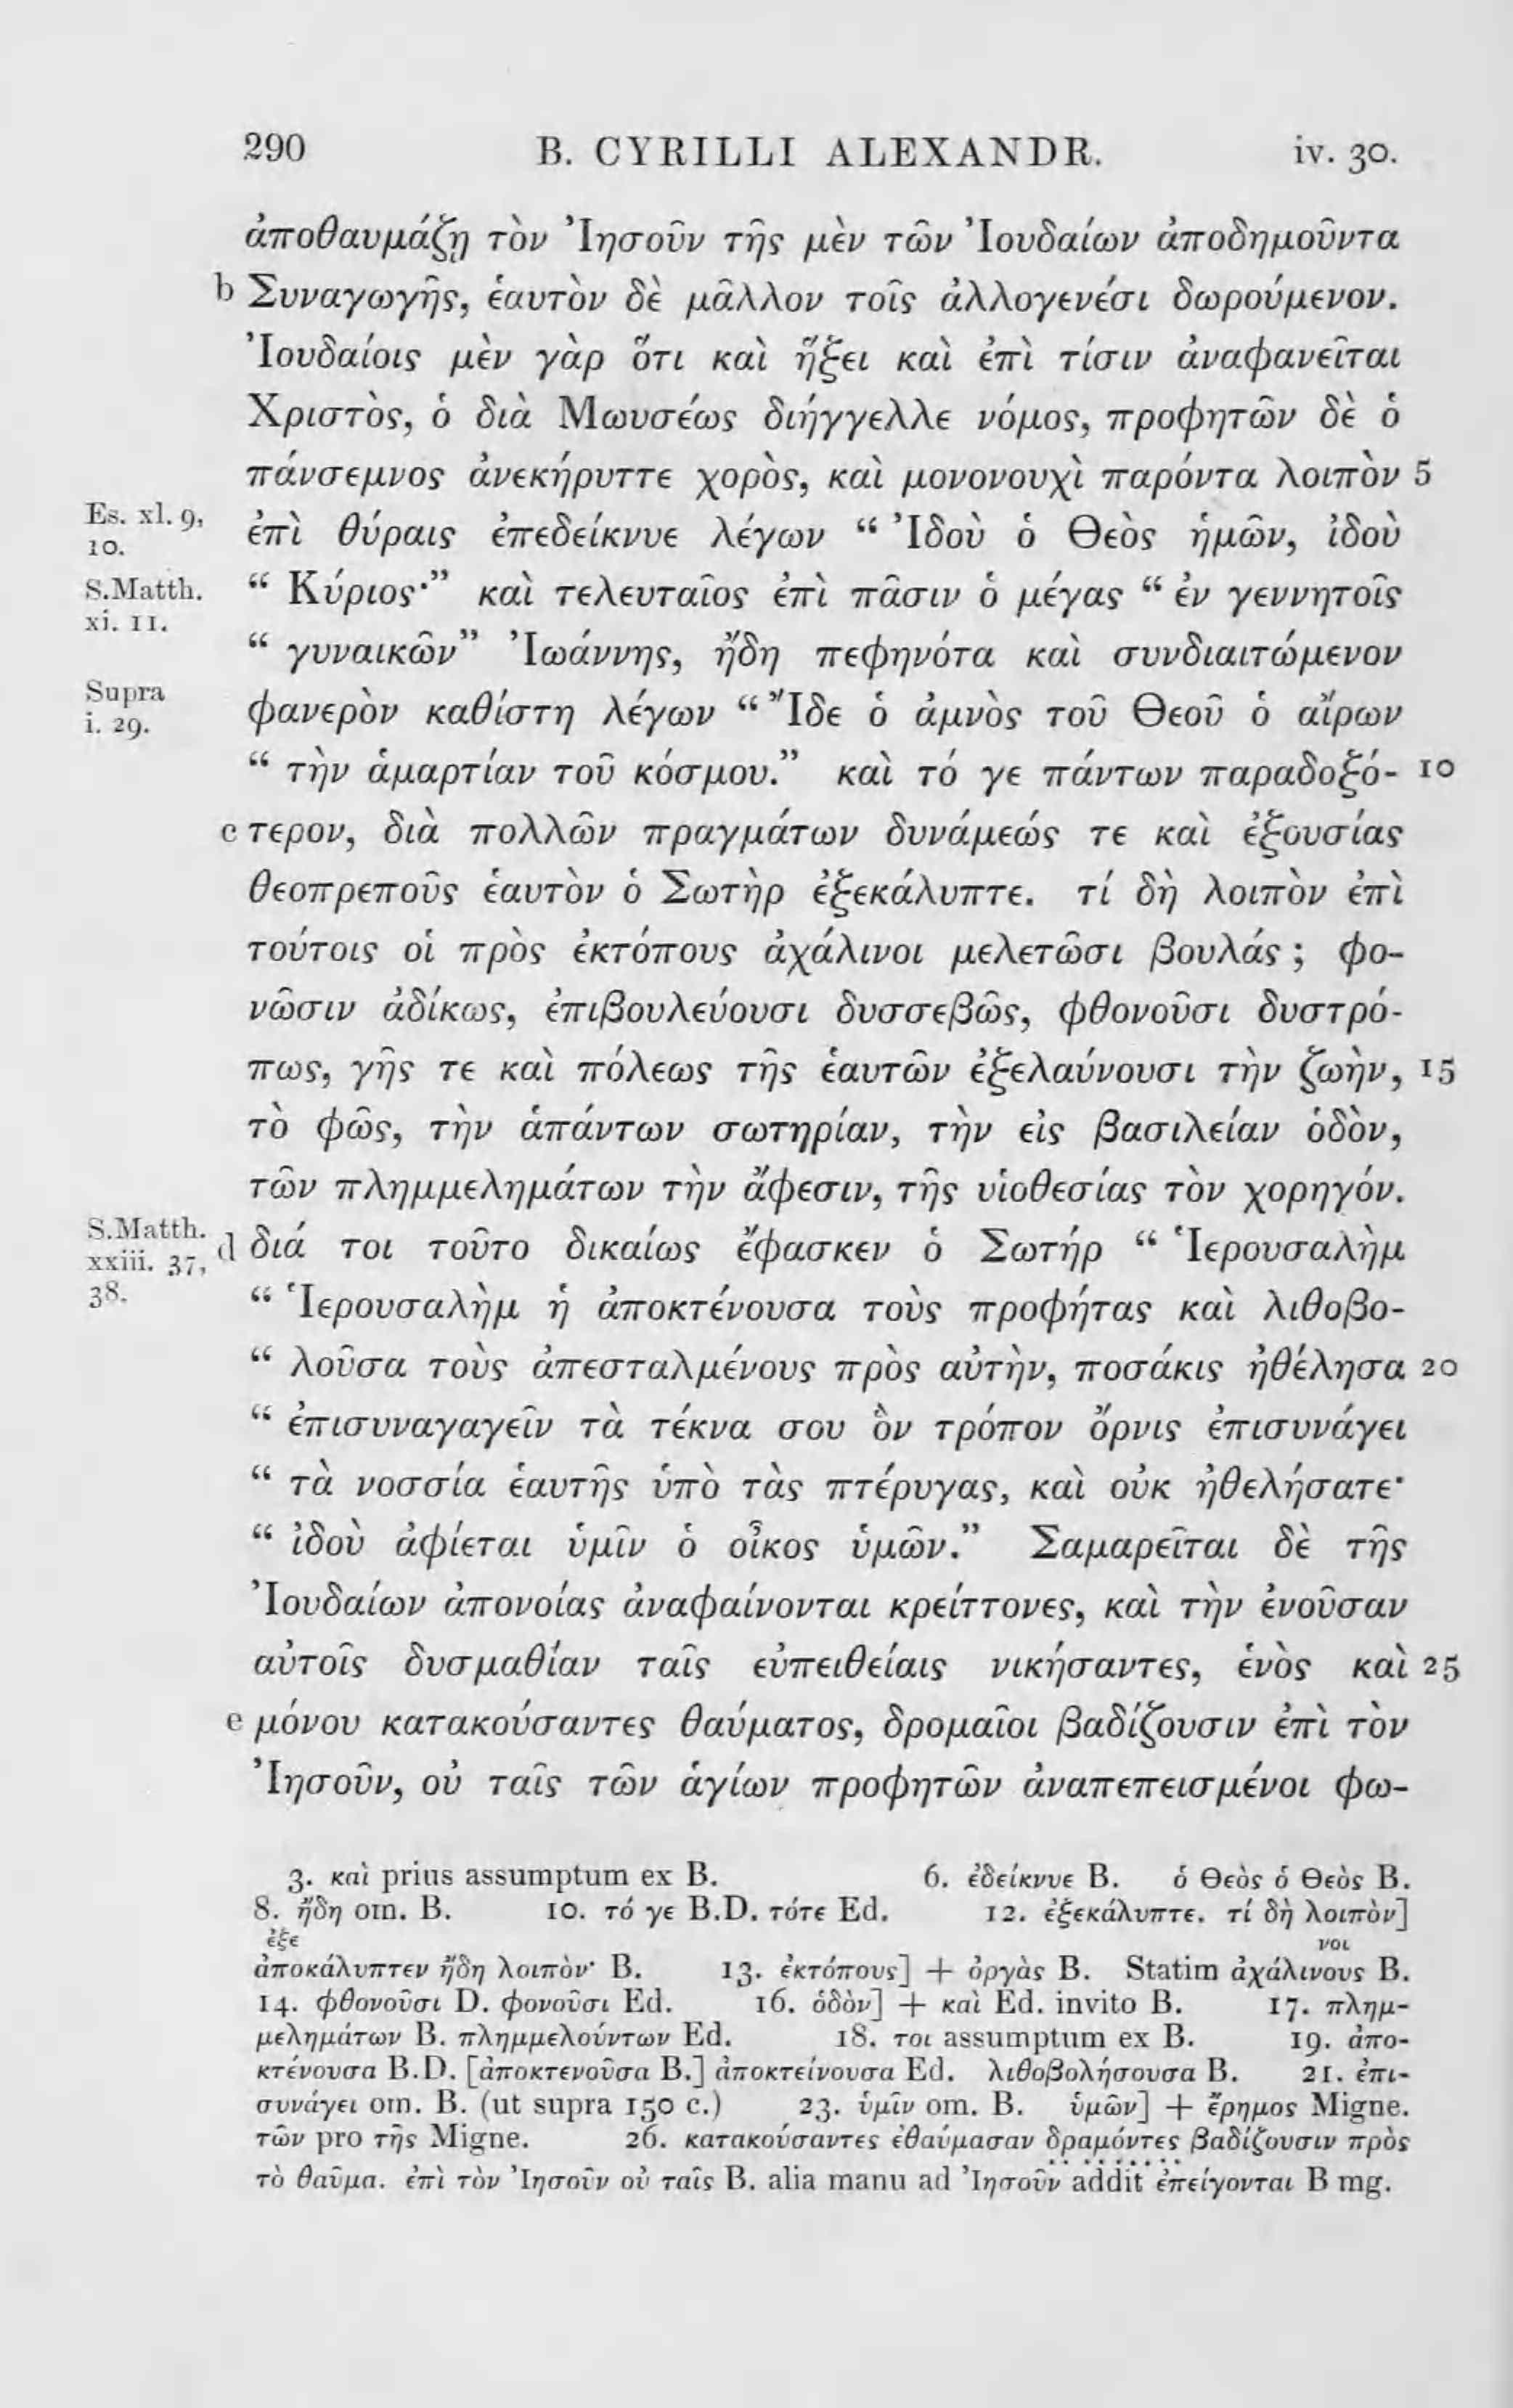 290 B. CYRILLI ALEXANDR. iv. 30.
ἀποθαυμάζῃ τὸν Ἰησοῦν τῆς μὲν τῶν Ἰουδαίων ἀποδημοῦντα
b Συναγωγῆς, ἑαυτὸν δὲ μᾶλλον τοῖς ἀλλογενέσι δωρούμενον.
Ἰουδαίοις μὲν γὰρ ὅτι καὶ ἥξει καὶ ἐπὶ τίσιν ἀναφανεῖται
Χριστὸς, ὁ διὰ Μωυσέως διήγγελλε νόμος, προφητῶν δὲ ὁ
πάνσεμνος ἀνεκήρυττε χορὸς, καὶ μονονουχὶ παρόντα λοιπὸν 5
Es. xl. 9, ἐπὶ θύραις ἐπεδείκνυε λέγων “ Ἰδοὺ ὁ Θεὸς ἡμῶν, ἰδοὺ
10.
S.Matth. “ Κύριος·” καὶ τελευταῖος ἐπὶ πᾶσιν ὁ μέγας “ ἐν γεννητοῖς
xi. 11.
“ γυναικῶν” Ἰωάννης, ἤδη πεφηνότα καὶ συνδιαιτώμενον
Supra φανερὸν καθίστη λέγων “ Ἴδε ὁ ἀμνὸς τοῦ Θεοῦ ὁ αἴρων
i. 29.
“ τὴν ἁμαρτίαν τοῦ κόσμου.” καὶ τό γε πάντων παραδοξό- 10
c τερον, διὰ πολλῶν πραγμάτων δυνάμεώς τε καὶ ἐξουσίας
θεοπρεποῦς ἑαυτὸν ὁ Σωτὴρ ἐξεκάλυπτε. τί δὴ λοιπὸν ἐπὶ
τούτοις οἱ πρὸς ἐκτόπους ἀχάλινοι μελετῶσι βουλάς ; φο-
νῶσιν ἀδίκως, ἐπιβουλεύουσι δυσσεβῶς, φθονοῦσι δυστρό-
πως, γῆς τε καὶ πόλεως τῆς ἑαυτῶν ἐξελαύνουσι τὴν ζωὴν, 15
τὸ φῶς, τὴν ἁπάντων σωτηρίαν, τὴν εἰς βασιλείαν ὁδὸν,
τῶν πλημμελημάτων τὴν ἄφεσιν, τῆς υἱοθεσίας τὸν χορηγόν.
S.Matth. d διά τοι τοῦτο δικαίως ἔφασκεν ὁ Σωτήρ “ Ἱερουσαλὴμ
xxiii. 37,
38. “ Ἱερουσαλὴμ ἡ ἀποκτένουσα τοὺς προφήτας καὶ λιθοβο-
“ λοῦσα τοὺς ἀπεσταλμένους πρὸς αὐτὴν, ποσάκις ἠθέλησα 20
“ ἐπισυναγαγεῖν τὰ τέκνα σου ὃν τρόπον ὄρνις ἐπισυνάγει
“ τὰ νοσσία ἑαυτῆς ὑπὸ τὰς πτέρυγας, καὶ οὐκ ἠθελήσατε·
“ ἰδοὺ ἀφίεται ὑμῖν ὁ οἶκος ὑμῶν.” Σαμαρεῖται δὲ τῆς
Ἰουδαίων ἀπονοίας ἀναφαίνονται κρείττονες, καὶ τὴν ἐνοῦσαν
αὐτοῖς δυσμαθίαν ταῖς εὐπειθείαις νικήσαντες, ἑνὸς καὶ 25
e μόνου κατακούσαντες θαύματος, δρομαῖοι βαδίζουσιν ἐπὶ τὸν
Ἰησοῦν, οὐ ταῖς τῶν ἁγίων προφητῶν ἀναπεπεισμένοι φω-
3. καὶ prius assumptum ex B. 6. ἐδείκνυε B. ὁ Θεὸς ὁ Θεὸς B.
8. ἤδη om. B. 10. τό γε B.D. τότε Ed. 12. ἐξεκάλυπτε. τί δὴ λοιπὸν]
ἐξε νοι
ἀποκάλυπτεν ἤδη λοιπὸν· B. 13. ἐκτόπους] + ὀργὰς B. Statim ἀχάλινους B.
14. φθονοῦσι D. φονοῦσι Ed. 16. ὁδὸν] + καὶ Ed. invito B. 17. πλημ-
μελημάτων B. πλημμελούντων Ed. 18. τοι assumptum ex B. 19. ἀπο-
κτένουσα B.D. [ἀποκτενοῦσα B.] ἀποκτείνουσα Ed. λιθοβολήσουσα B. 21. ἐπι-
συνάγει om. B. (ut supra 150 c.) 23. ὑμῖν om. B. ὑμῶν] + ἔρημος Migne.
τῶν pro τῆς Migne. 26. κατακούσαντες ἐθαύμασαν δραμόντες βαδίζουσιν πρὸς
τὸ θαῦμα. ἐπὶ τὸν Ἰησοῦν οὐ ταῖς B. alia manu ad Ἰησοῦν addit ἐπείγονται B mg.